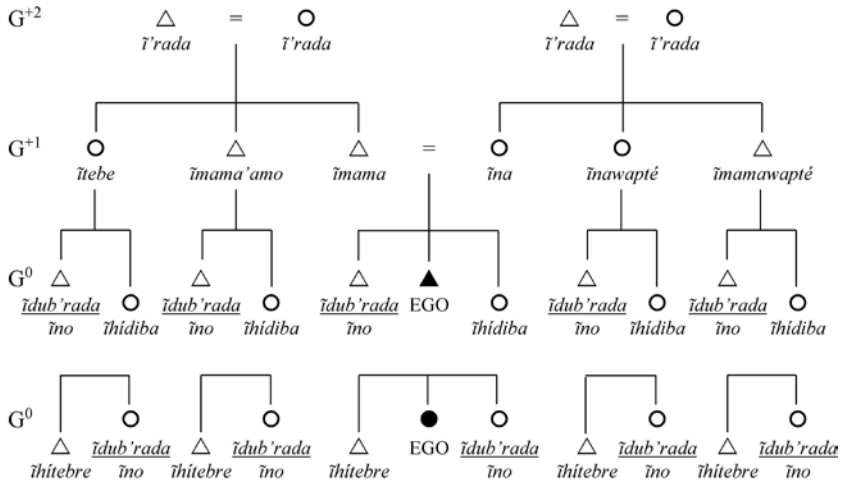 G+2
ĩ'rada = ĩ'rada ĩ'rada = ĩ'rada
G+1 =
ĩtebe ĩmama'amo ĩmama ĩna ĩnawapté ĩmamawapté
G0
ĩdub'rada ĩdub'rada ĩdub'rada EGO ĩdub'rada ĩdub'rada
ĩno ĩhídiba ĩno ĩhídiba ĩno ĩhídiba ĩno ĩhídiba ĩno ĩhídiba
G0
ĩdub'rada ĩdub'rada EGO ĩdub'rada ĩdub'rada ĩdub'rada
ĩhítebre ĩno ĩhítebre ĩno ĩhítebre ĩno ĩhítebre ĩno ĩhítebre ĩno